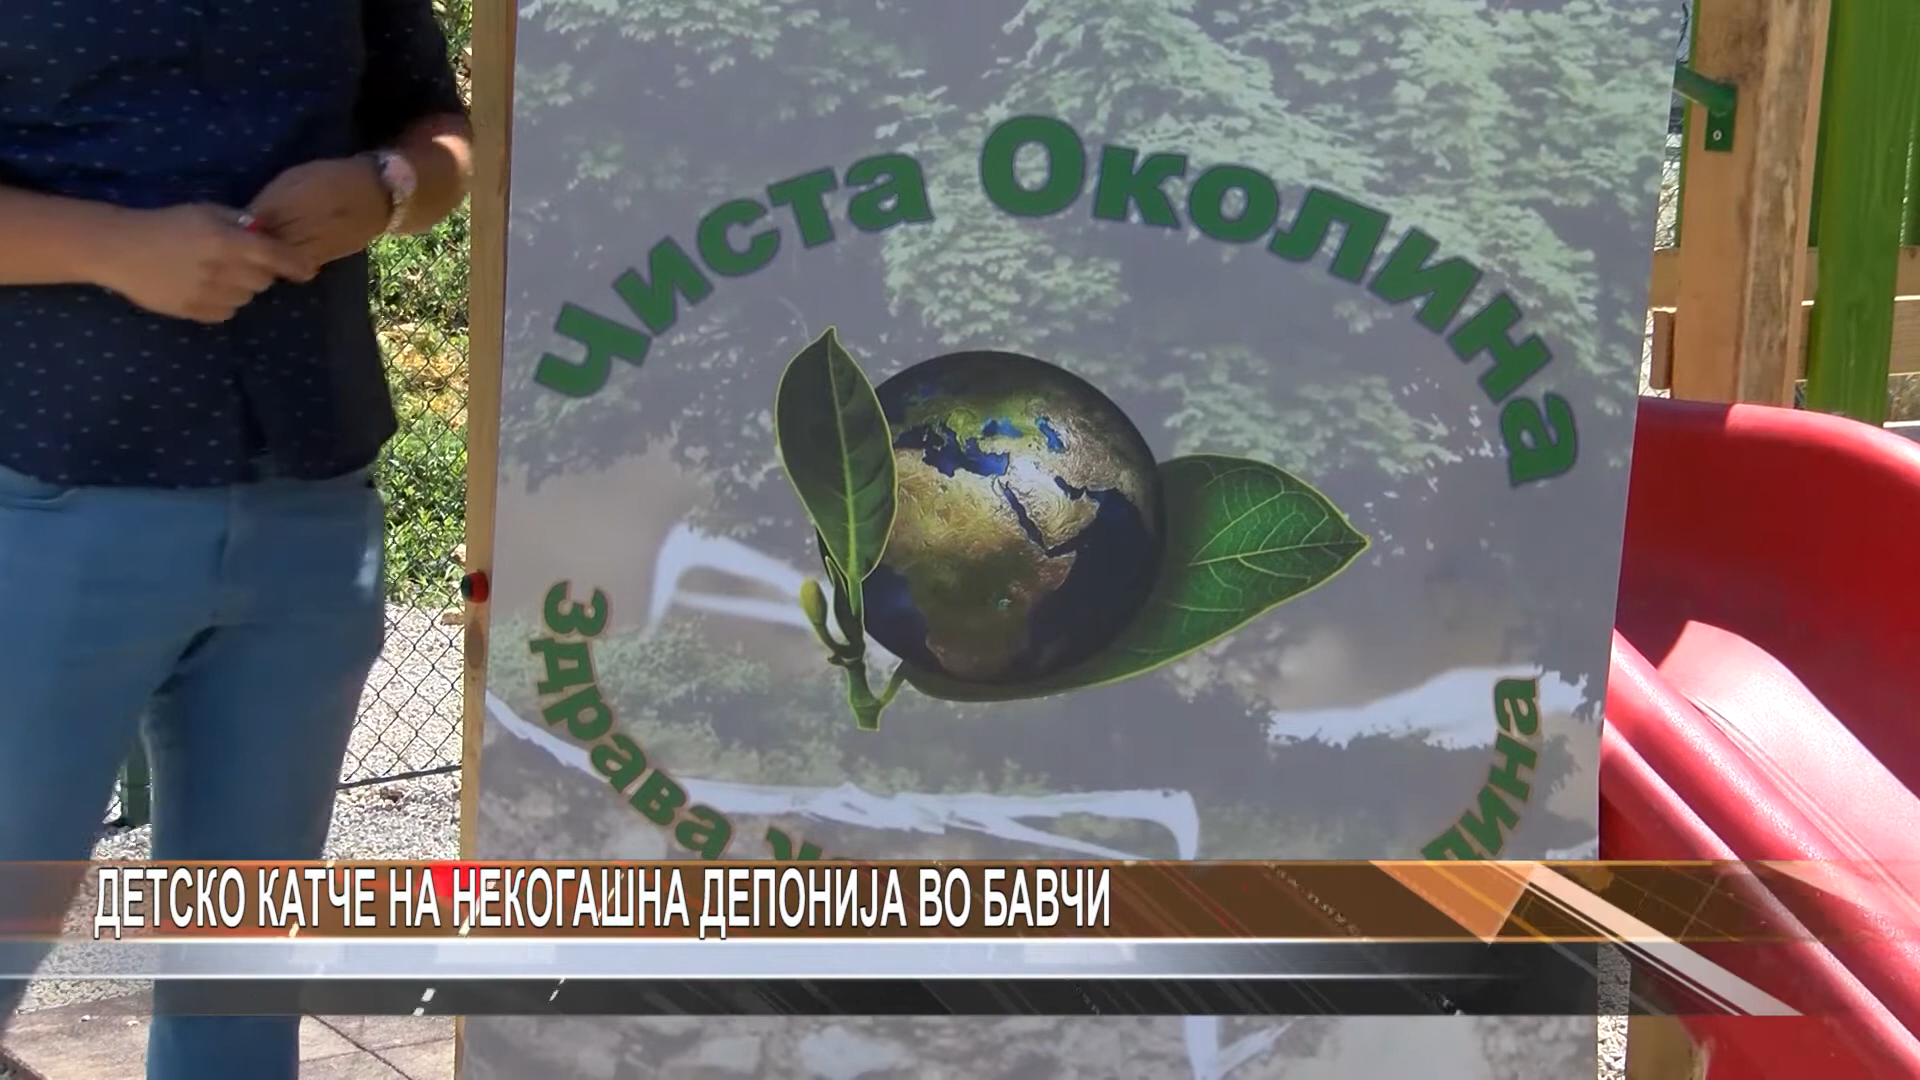 Чиста Околина
Здрава
ДЕТСКО КАТЧЕ НА НЕКОГАШНА ДЕПОНИЈА ВО БАВЧИ